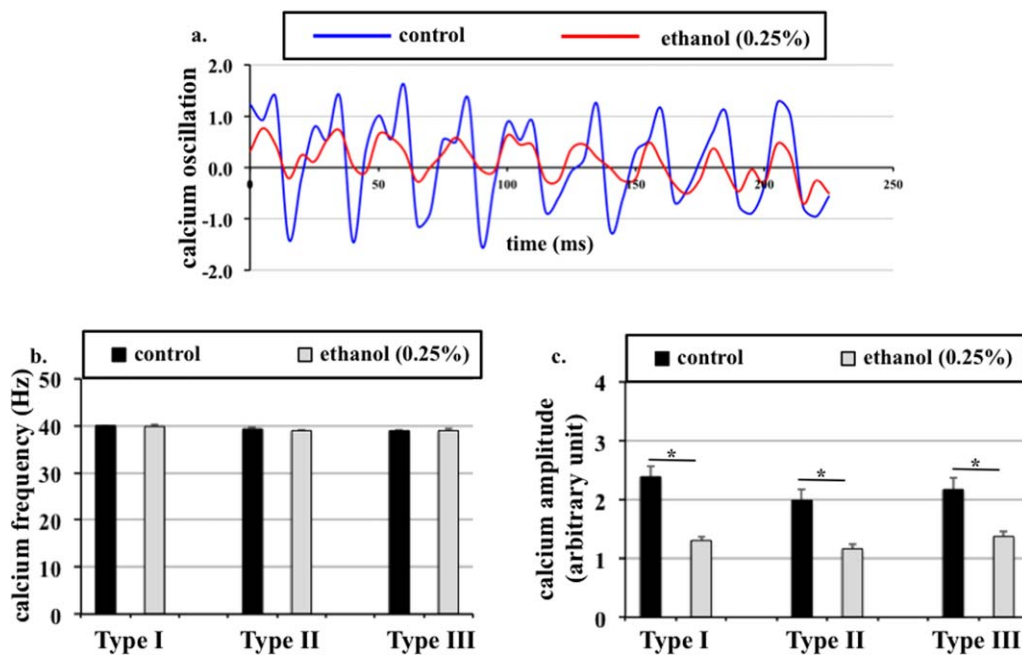 a.
control ethanol (0.25%)
calcium oscillation
2.0
1.0
0.0
-1.0
-2.0
0 50 100 150 200 250
time (ms)
b.
control ethanol (0.25%)
calcium frequency (Hz)
50
40
30
20
10
0
Type I Type II Type III
c.
control ethanol (0.25%)
calcium amplitude
(arbitrary unit)
4
3
2
1
0
* * *
Type I Type II Type III